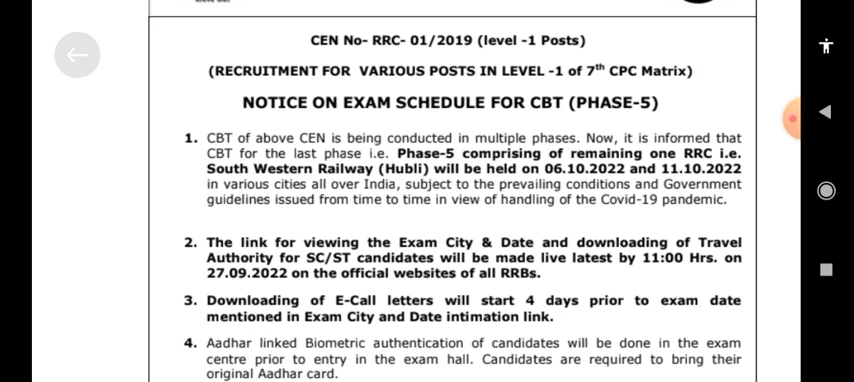 CEN No- RRC- 01/2019 (level -1 Posts)
(RECRUITMENT FOR VARIOUS POSTS IN LEVEL -1 of 7th CPC Matrix)
NOTICE ON EXAM SCHEDULE FOR CBT (PHASE-5)
1. CBT of above CEN is being conducted in multiple phases. Now, it is informed that
CBT for the last phase i.e. Phase-5 comprising of remaining one RRC i.e.
South Western Railway (Hubli) will be held on 06.10.2022 and 11.10.2022
in various cities all over India, subject to the prevailing conditions and Government
guidelines issued from time to time in view of handling of the Covid-19 pandemic.
2. The link for viewing the Exam City & Date and downloading of Travel
Authority for SC/ST candidates will be made live latest by 11:00 Hrs. on
27.09.2022 on the official websites of all RRBs.
3. Downloading of E-Call letters will start 4 days prior to exam date
mentioned in Exam City and Date intimation link.
4. Aadhar linked Biometric authentication of candidates will be done in the exam
centre prior to entry in the exam hall. Candidates are required to bring their
original Aadhar card.